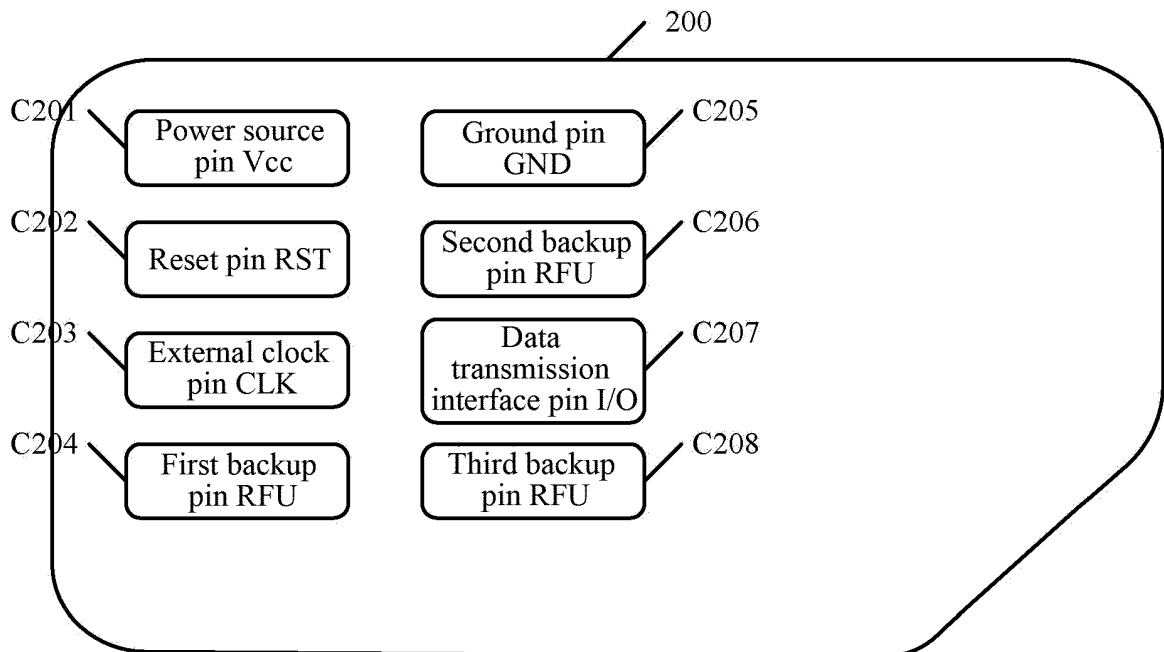 200
C201
Power source
pin Vcc
Ground pin
GND
C205
C202
Reset pin RST
Second backup
pin RFU
C206
C203
External clock
pin CLK
Data
transmission
interface pin I/O
C207
C204
First backup
pin RFU
Third backup
pin RFU
C208